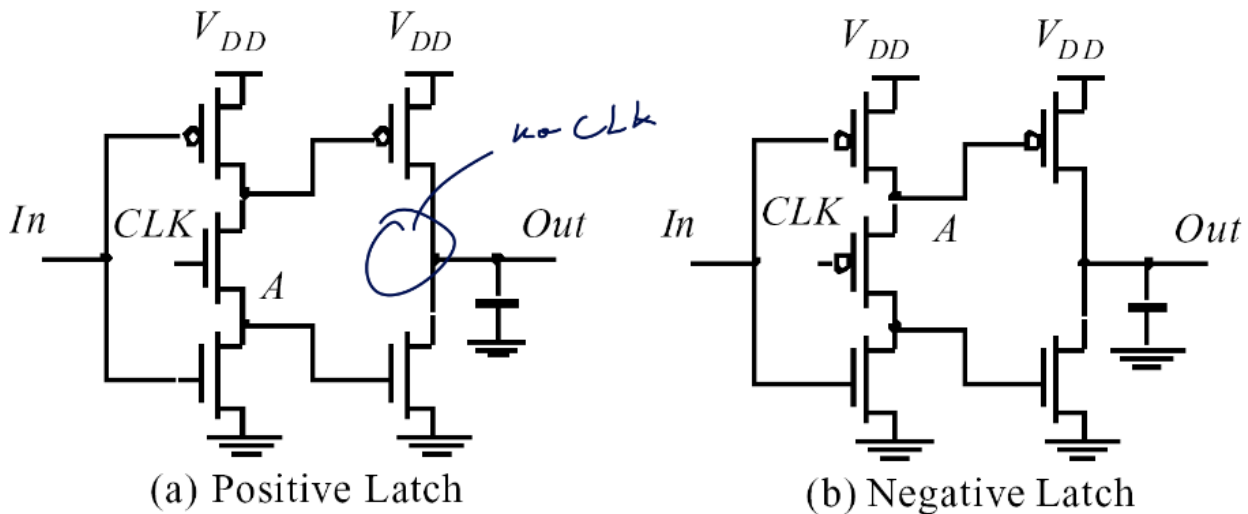 V_DD V_DD V_DD V_DD
no CLK
In CLK A Out In CLK A Out
(a) Positive Latch (b) Negative Latch